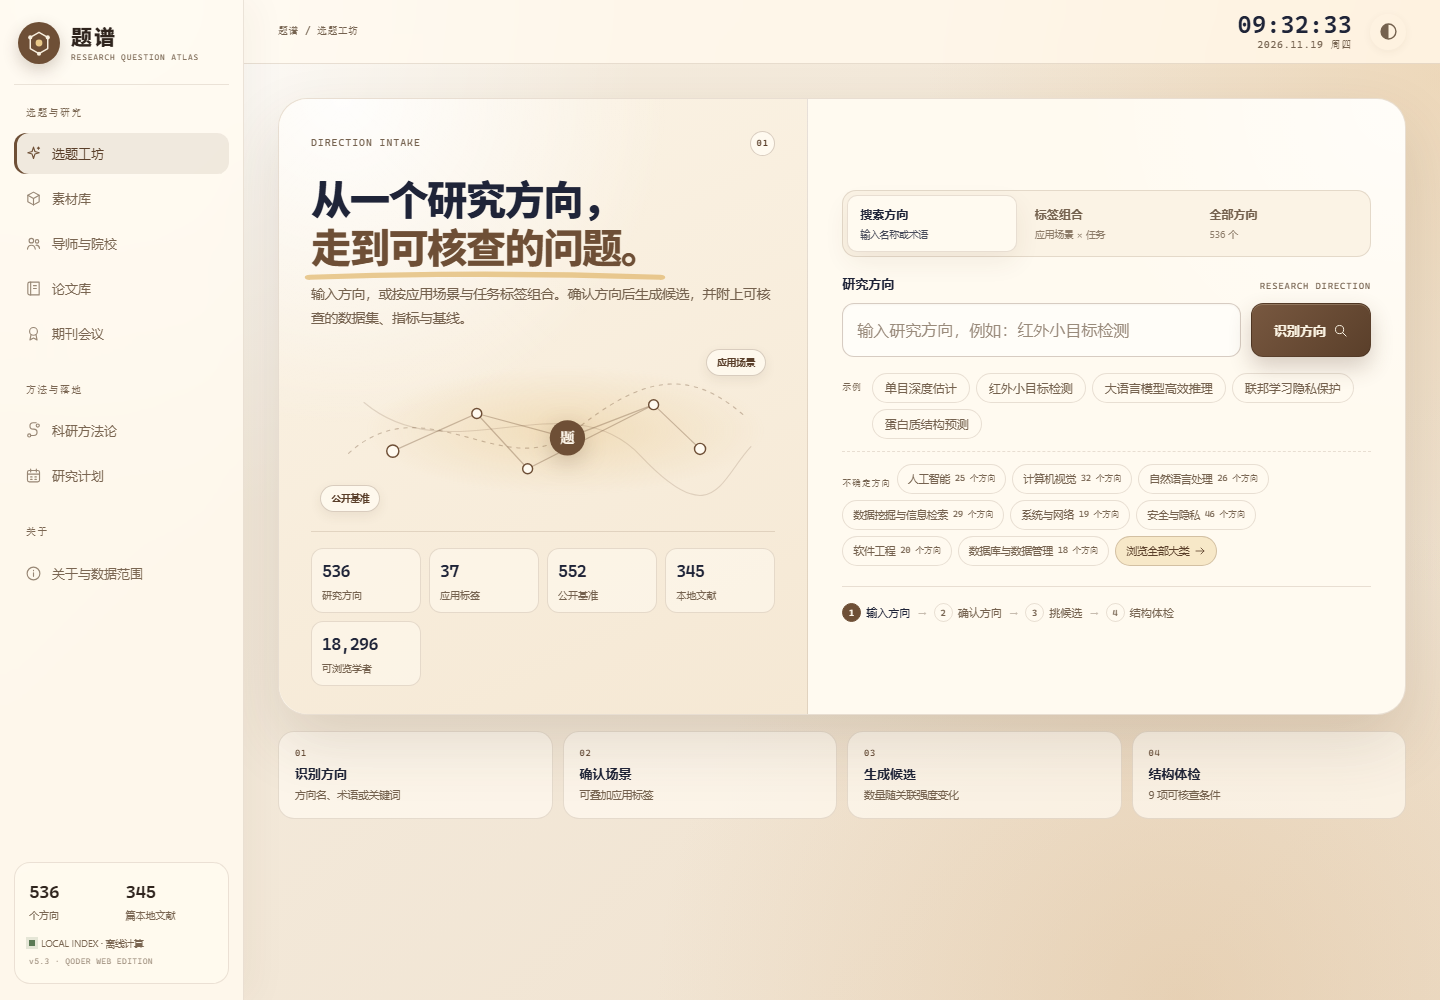 题谱
RESEARCH QUESTION ATLAS
选题与研究
选题工坊
素材库
导师与院校
论文库
期刊会议
方法与落地
科研方法论
研究计划
关于
关于与数据范围
536
个方向
345
篇本地文献
LOCAL INDEX · 离线计算
v5.3 · QODER WEB EDITION
题谱 / 选题工坊
09:32:33
2026.11.19 周四
DIRECTION INTAKE
01
从一个研究方向，
走到可核查的问题。
输入方向，或按应用场景与任务标签组合。确认方向后生成候选，并附上可核
查的数据集、指标与基线。
应用场景
题
公开基准
536
研究方向
37
应用标签
552
公开基准
345
本地文献
18,296
可浏览学者
搜索方向
输入名称或术语
标签组合
应用场景 × 任务
全部方向
536 个
研究方向
RESEARCH DIRECTION
输入研究方向，例如：红外小目标检测
识别方向
示例
单目深度估计
红外小目标检测
大语言模型高效推理
联邦学习隐私保护
蛋白质结构预测
不确定方向
人工智能 25 个方向
计算机视觉 32 个方向
自然语言处理 26 个方向
数据挖掘与信息检索 29 个方向
系统与网络 19 个方向
安全与隐私 46 个方向
软件工程 20 个方向
数据库与数据管理 18 个方向
浏览全部大类 →
1 输入方向 → 2 确认方向 → 3 挑候选 → 4 结构体检
01
识别方向
方向名、术语或关键词
02
确认场景
可叠加应用标签
03
生成候选
数量随关联强度变化
04
结构体检
9 项可核查条件